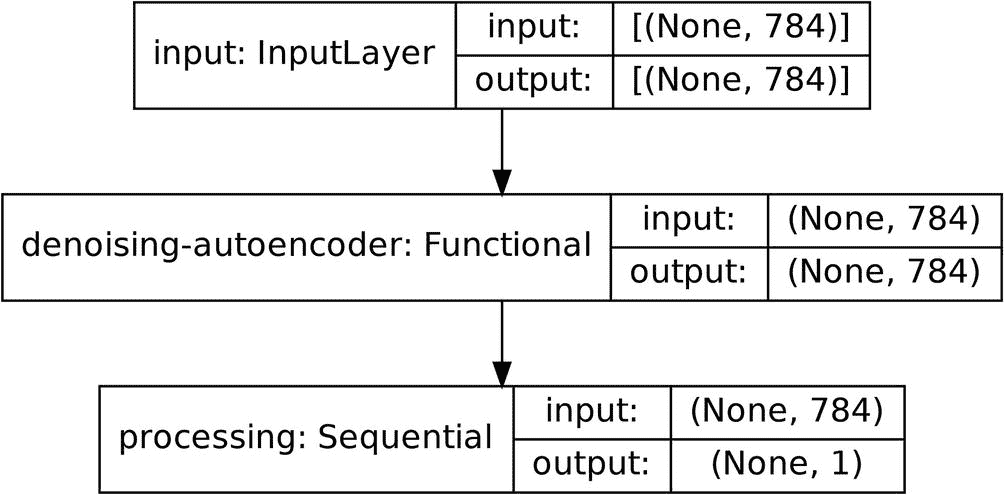 input: InputLayer
input:
[(None, 784)]
output:
[(None, 784)]
denoising-autoencoder: Functional
input:
(None, 784)
output:
(None, 784)
processing: Sequential
input:
(None, 784)
output:
(None, 1)